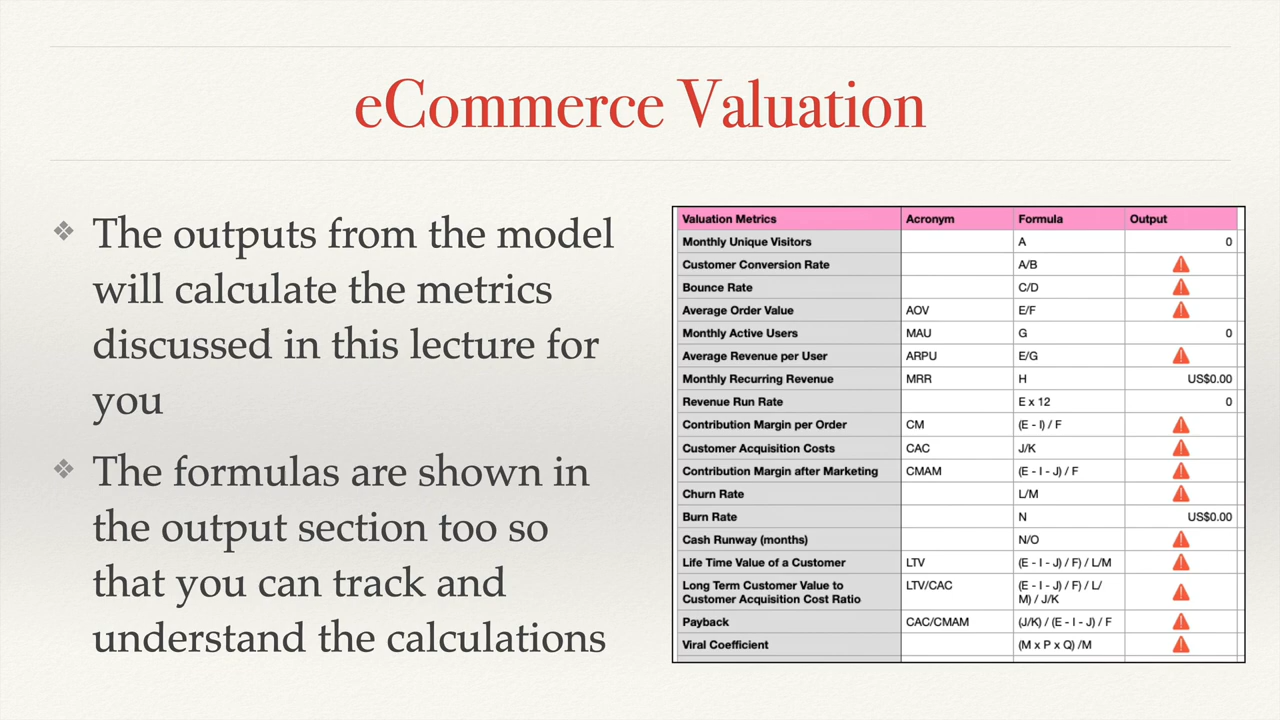 eCommerce Valuation
❖ The outputs from the model
will calculate the metrics
discussed in this lecture for
you
❖ The formulas are shown in
the output section too so
that you can track and
understand the calculations
Valuation Metrics Acronym Formula Output
Monthly Unique Visitors A 0
Customer Conversion Rate A/B
Bounce Rate C/D
Average Order Value AOV E/F
Monthly Active Users MAU G 0
Average Revenue per User ARPU E/G
Monthly Recurring Revenue MRR H US$0.00
Revenue Run Rate E x 12 0
Contribution Margin per Order CM (E - I) / F
Customer Acquisition Costs CAC J/K
Contribution Margin after Marketing CMAM (E - I - J) / F
Churn Rate L/M
Burn Rate N US$0.00
Cash Runway (months) N/O
Life Time Value of a Customer LTV (E - I - J) / F) / L/M
Long Term Customer Value to LTV/CAC (E - I - J) / F) / L/
Customer Acquisition Cost Ratio M) / J/K
Payback CAC/CMAM (J/K) / (E - I - J) / F
Viral Coefficient (M x P x Q) /M